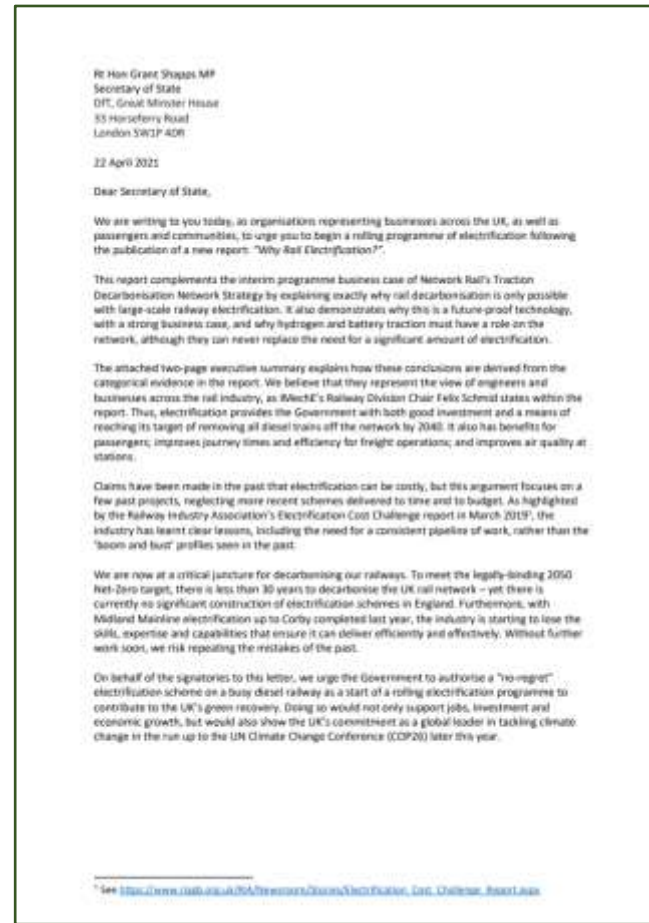 Rt Hon Grant Shapps MP
Secretary of State
DfT, Great Minster House
33 Horseferry Road
London SW1P 4DR
22 April 2021
Dear Secretary of State,
We are writing to you today, as organisations representing businesses across the UK, as well as
passengers and communities, to urge you to begin a rolling programme of electrification following
the publication of a new report: "Why Rail Electrification?".
This report complements the interim programme business case of Network Rail's Traction
Decarbonisation Network Strategy by explaining exactly why rail decarbonisation is only possible
with large-scale railway electrification. It also demonstrates why this is a future-proof technology,
with a strong business case, and why hydrogen and battery traction must have a role on the
network, although they can never replace the need for a significant amount of electrification.
The attached two-page executive summary explains how these conclusions are derived from the
categorical evidence in the report. We believe that they represent the view of engineers and
businesses across the rail industry, as IMechE's Railway Division Chair Felix Schmid states within the
report. Thus, electrification provides the Government with both good investment and a means of
reaching its target of removing all diesel trains off the network by 2040. It also has benefits for
passengers; improves journey times and efficiency for freight operations; and improves air quality at
stations.
Claims have been made in the past that electrification can be costly, but this argument focuses on a
few past projects, neglecting more recent schemes delivered to time and to budget. As highlighted
by the Railway Industry Association's Electrification Cost Challenge report in March 2019¹, the
industry has learnt clear lessons, including the need for a consistent pipeline of work, rather than the
'boom and bust' profiles seen in the past.
We are now at a critical juncture for decarbonising our railways. To meet the legally-binding 2050
Net-Zero target, there is less than 30 years to decarbonise the UK rail network – yet there is
currently no significant construction of electrification schemes in England. Furthermore, with
Midland Mainline electrification up to Corby completed last year, the industry is starting to lose the
skills, expertise and capabilities that ensure it can deliver efficiently and effectively. Without further
work soon, we risk repeating the mistakes of the past.
On behalf of the signatories to this letter, we urge the Government to authorise a "no-regret"
electrification scheme on a busy diesel railway as a start of a rolling electrification programme to
contribute to the UK's green recovery. Doing so would not only support jobs, investment and
economic growth, but would also show the UK's commitment as a global leader in tackling climate
change in the run up to the UN Climate Change Conference (COP26) later this year.
¹ See